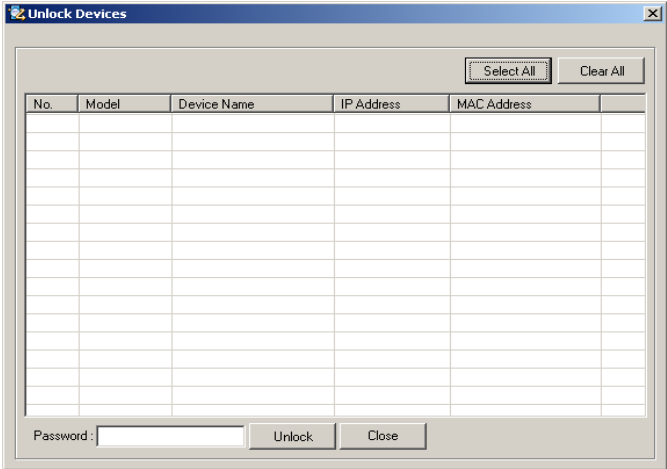 Unlock Devices
Select All Clear All
No. Model Device Name IP Address MAC Address
Password : Unlock Close